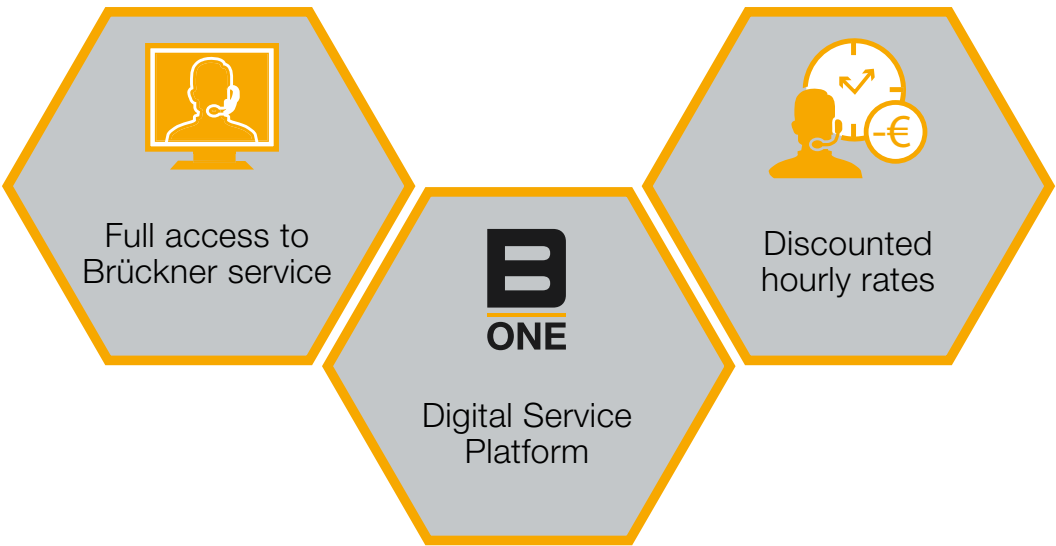 Full access to
Brückner service
B
ONE
Digital Service
Platform
-€
Discounted
hourly rates